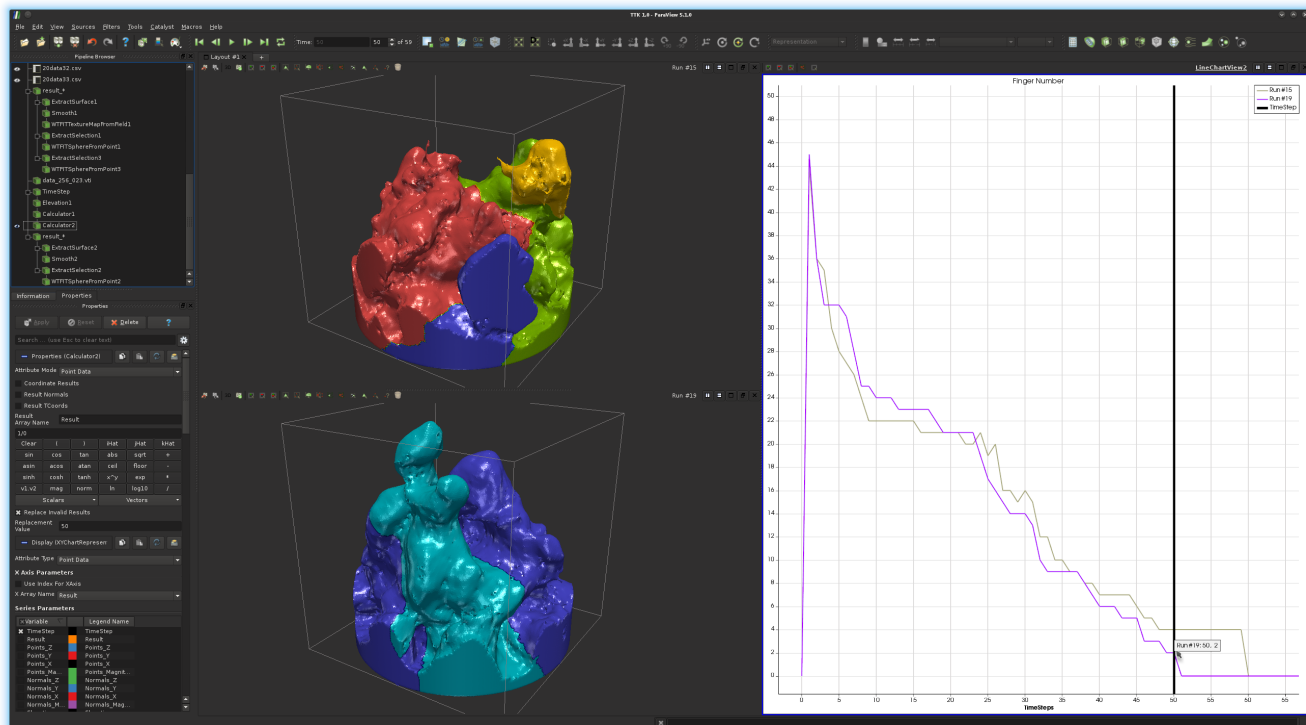 TTK 1.0 - ParaView 5.1.0
File Edit View Sources Filters Tools Catalyst Macros Help
Time: 50 50 of 59
Representation
Pipeline Browser
Layout #1 +
20data32.csv
20data33.csv
result_*
ExtractSurface1
Smooth1
WTFITTextureMapFromField1
ExtractSelection1
WTFITSphereFromPoint1
ExtractSelection3
WTFITSphereFromPoint3
data_256_023.vti
TimeStep
Elevation1
Calculator1
Calculator2
result_*
ExtractSurface2
Smooth2
ExtractSelection2
WTFITSphereFromPoint2
Information Properties
Properties
Apply Reset Delete ?
Search ... (use Esc to clear text)
Properties (Calculator2)
Attribute Mode Point Data
Coordinate Results
Result Normals
Result TCoords
Result Array Name Result
1/0
Clear ( ) iHat jHat kHat
sin cos tan abs sqrt +
asin acos atan ceil floor -
sinh cosh tanh x^y exp *
v1.v2 mag norm ln log10 /
Scalars Vectors
Replace Invalid Results
Replacement Value 50
Display (XYChartRepresen
Attribute Type Point Data
X Axis Parameters
Use Index For XAxis
X Array Name Result
Series Parameters
Variable Legend Name
TimeStep TimeStep
Result Result
Points_Z Points_Z
Points_Y Points_Y
Points_X Points_X
Points_Ma... Points_Magnit...
Normals_Z Normals_Z
Normals_Y Normals_Y
Normals_X Normals_X
Normals_M... Normals_Mag...
Run #15
Run #19
LineChartView2
Finger Number
Run #15
Run #19
TimeStep
50
48
46
44
42
40
38
36
34
32
30
28
26
24
22
20
18
16
14
12
10
8
6
4
2
0
Run #19: 50, 2
0 5 10 15 20 25 30 35 40 45 50 55
TimeSteps